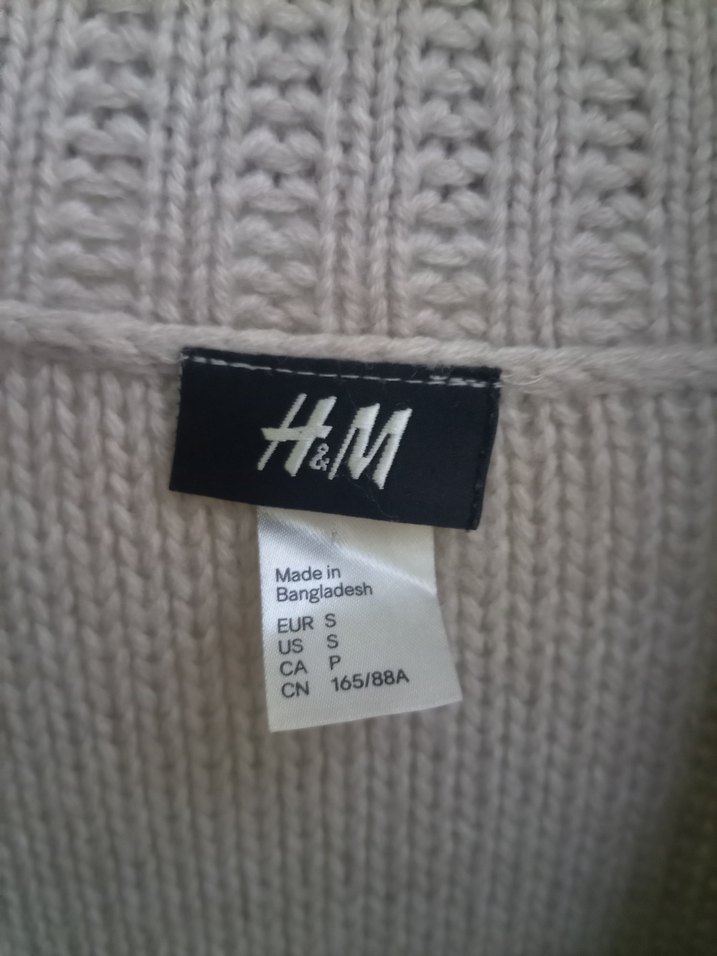 H&M
Made in
Bangladesh
EUR S
US S
CA P
CN 165/88A